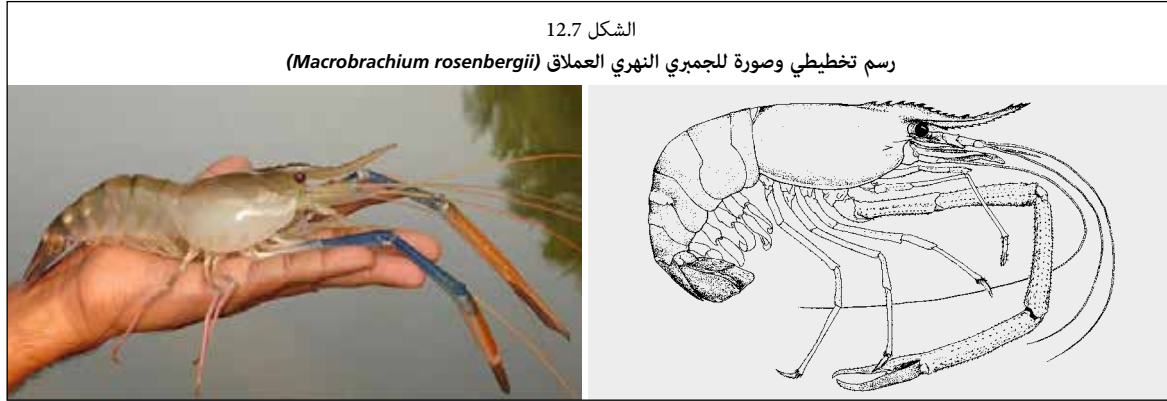 الشكل 12.7
رسم تخطيطي وصورة للجمبري النهري العملاق (Macrobrachium rosenbergii)